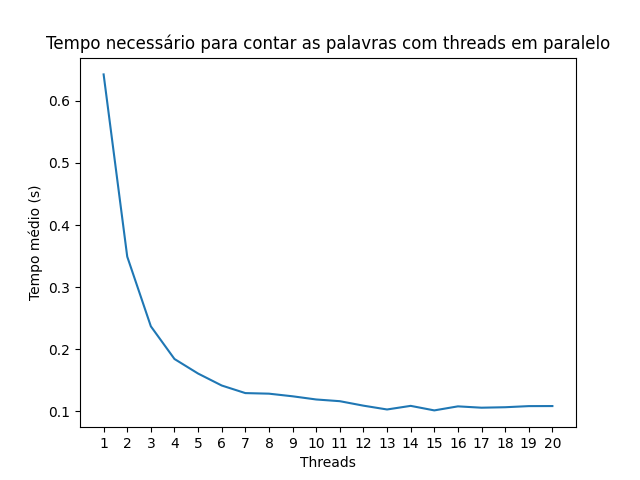 Tempo necessário para contar as palavras com threads em paralelo
0.6
0.5
0.4
0.3
0.2
0.1
Tempo médio (s)
1 2 3 4 5 6 7 8 9 10 11 12 13 14 15 16 17 18 19 20
Threads